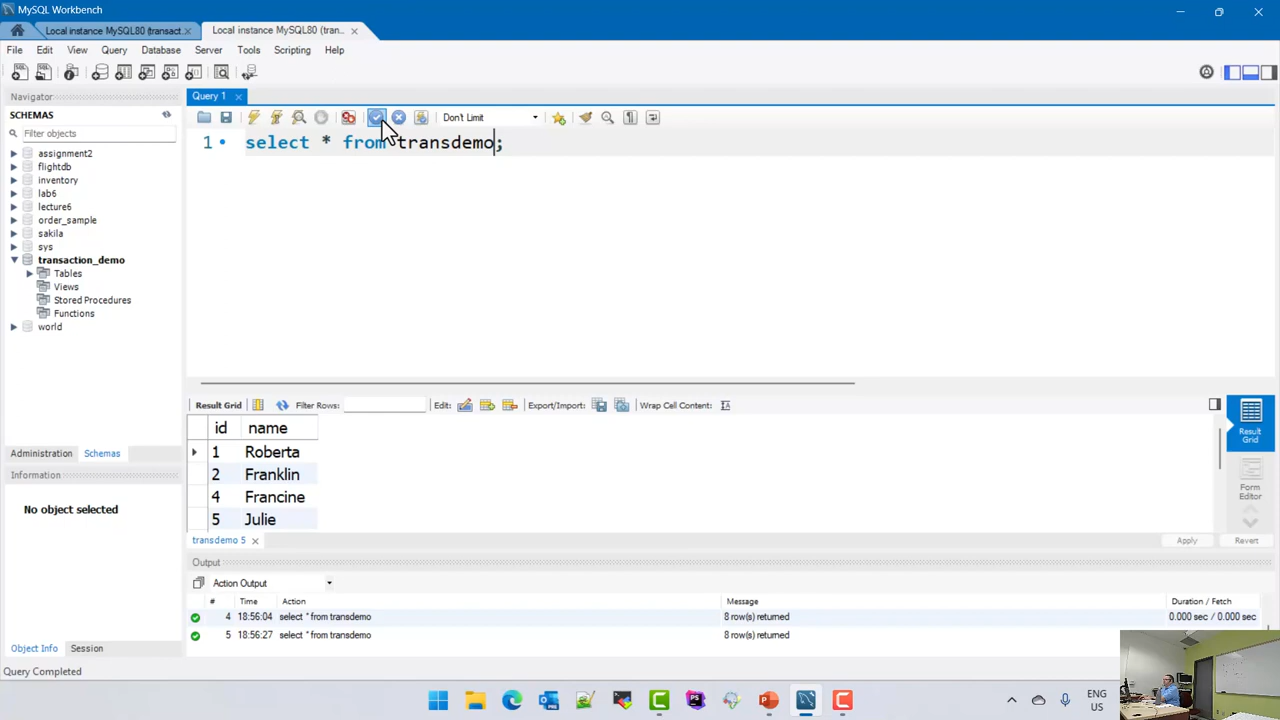 MySQL Workbench
Local instance MySQL80 (transact... Local instance MySQL80 (tran...
File Edit View Query Database Server Tools Scripting Help
Navigator
Query 1
SCHEMAS
Don't Limit
Filter objects
1 select * from transdemo;
assignment2
flightdb
inventory
lab6
lecture6
order_sample
sakila
sys
transaction_demo
Tables
Views
Stored Procedures
Functions
world
Result Grid Filter Rows: Edit: Export/Import: Wrap Cell Content:
id name
1 Roberta
2 Franklin
4 Francine
5 Julie
Result Grid
Form Editor
Administration Schemas
Information
No object selected
transdemo 5
Apply Revert
Output
Action Output
# Time Action Message Duration / Fetch
4 18:56:04 select * from transdemo 8 row(s) returned 0.000 sec / 0.000 sec
5 18:56:27 select * from transdemo 8 row(s) returned
Object Info Session
Query Completed
ENG
US